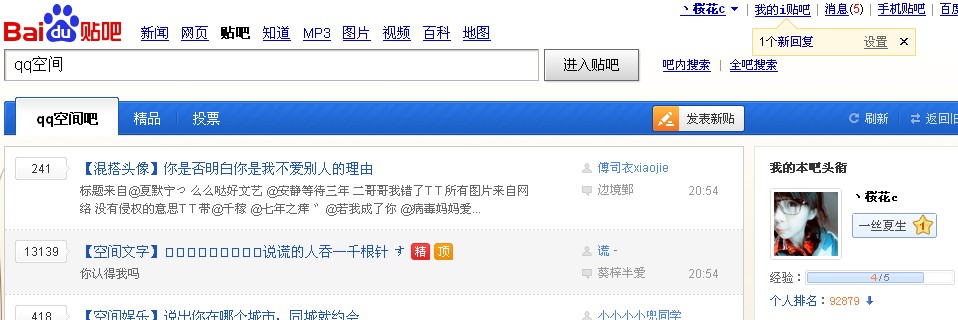 丶樱花c | 我的i贴吧 | 消息(5) | 手机贴吧 |
Bai du 贴吧 新闻 网页 贴吧 知道 MP3 图片 视频 百科 地图
1个新回复 设置 ×
qq空间 进入贴吧 吧内搜索 | 全吧搜索
qq空间吧 精品 投票 发表新贴 刷新 返回旧
241 【混搭头像】你是否明白你是我不爱别人的理由 傅司衣xiaojie
标题来自@夏默宁っ 么么哒好文艺 @安静等待三年 二哥哥我错了TT所有图片来自网 边境鄞 20:54
络 没有侵权的意思TT带@千稼 @七年之痒 @若我成了你 @病毒妈妈爱...
13139 【空间文字】说谎的人吞一千根针 す 精 顶 谎 -
你认得我吗 葵梓半爱 20:54
418 【空间娱乐】说出你在哪个城市，同城就约会 小小小小兜同学
我的本吧头衔
丶樱花c
一丝夏生 1
经验： 4/5
个人排名：92879